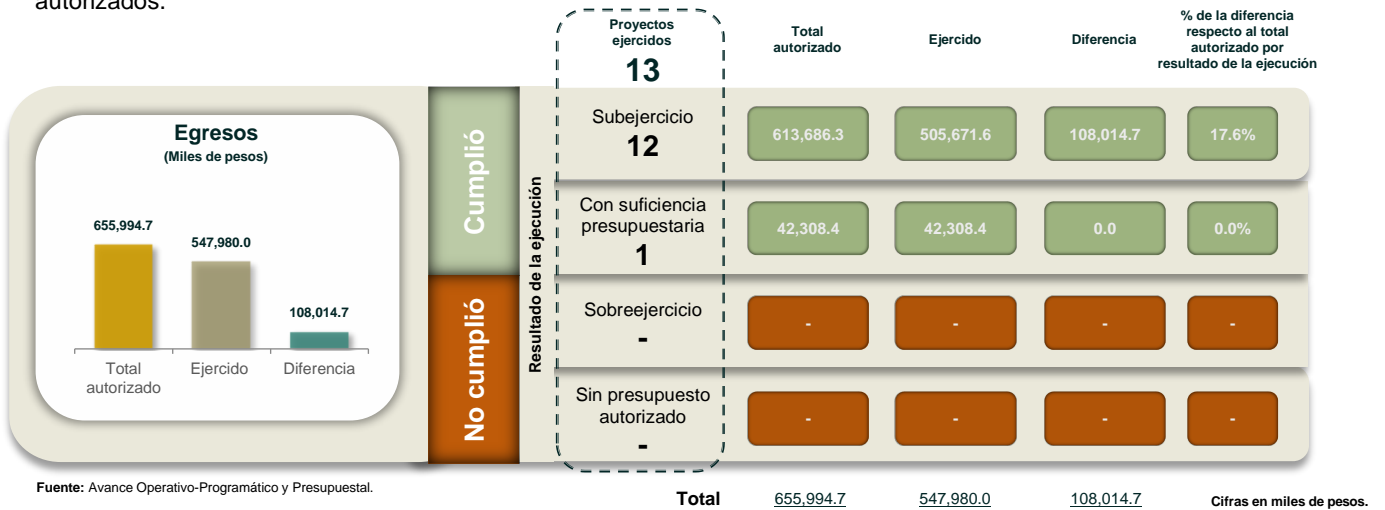 autorizados.
Proyectos
ejercidos
13
Total
autorizado
Ejercido
Diferencia
% de la diferencia
respecto al total
autorizado por
resultado de la ejecución
Egresos
(Miles de pesos)
655,994.7
547,980.0
108,014.7
Total
autorizado
Ejercido
Diferencia
Cumplió
No cumplió
Resultado de la ejecución
Subejercicio
12
613,686.3
505,671.6
108,014.7
17.6%
Con suficiencia
presupuestaria
1
42,308.4
42,308.4
0.0
0.0%
Sobreejercicio
-
-
-
-
-
Sin presupuesto
autorizado
-
-
-
-
-
Fuente: Avance Operativo-Programático y Presupuestal.
Total 655,994.7 547,980.0 108,014.7 Cifras en miles de pesos.